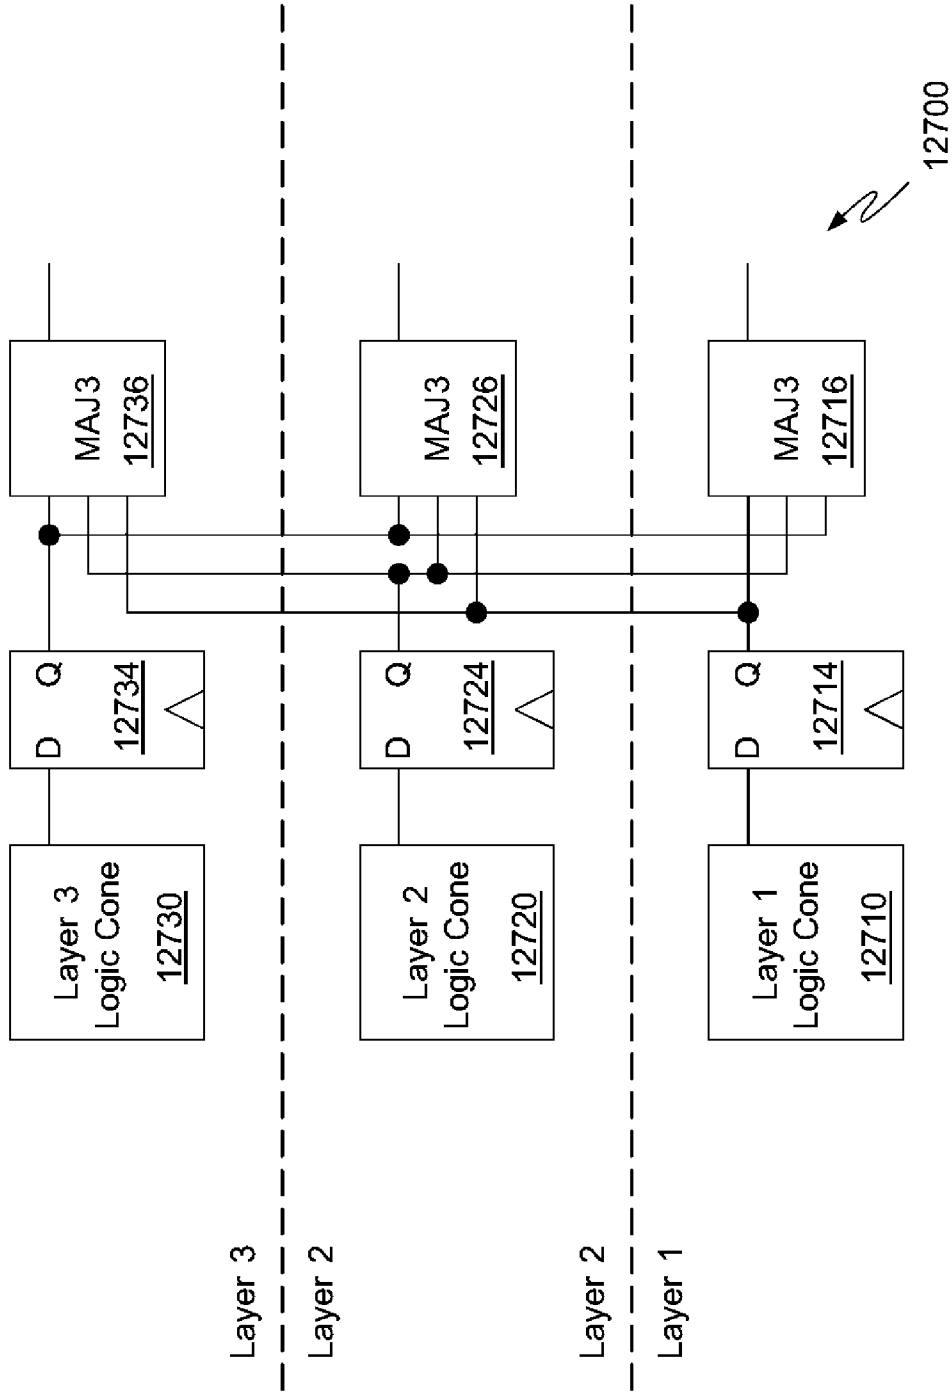 Layer 3
Logic Cone
12730
D
Q
12734
MAJ3
12736
Layer 3
Layer 2
Layer 2
Logic Cone
12720
D
Q
12724
MAJ3
12726
Layer 2
Layer 1
Layer 1
Logic Cone
12710
D
Q
12714
MAJ3
12716
12700